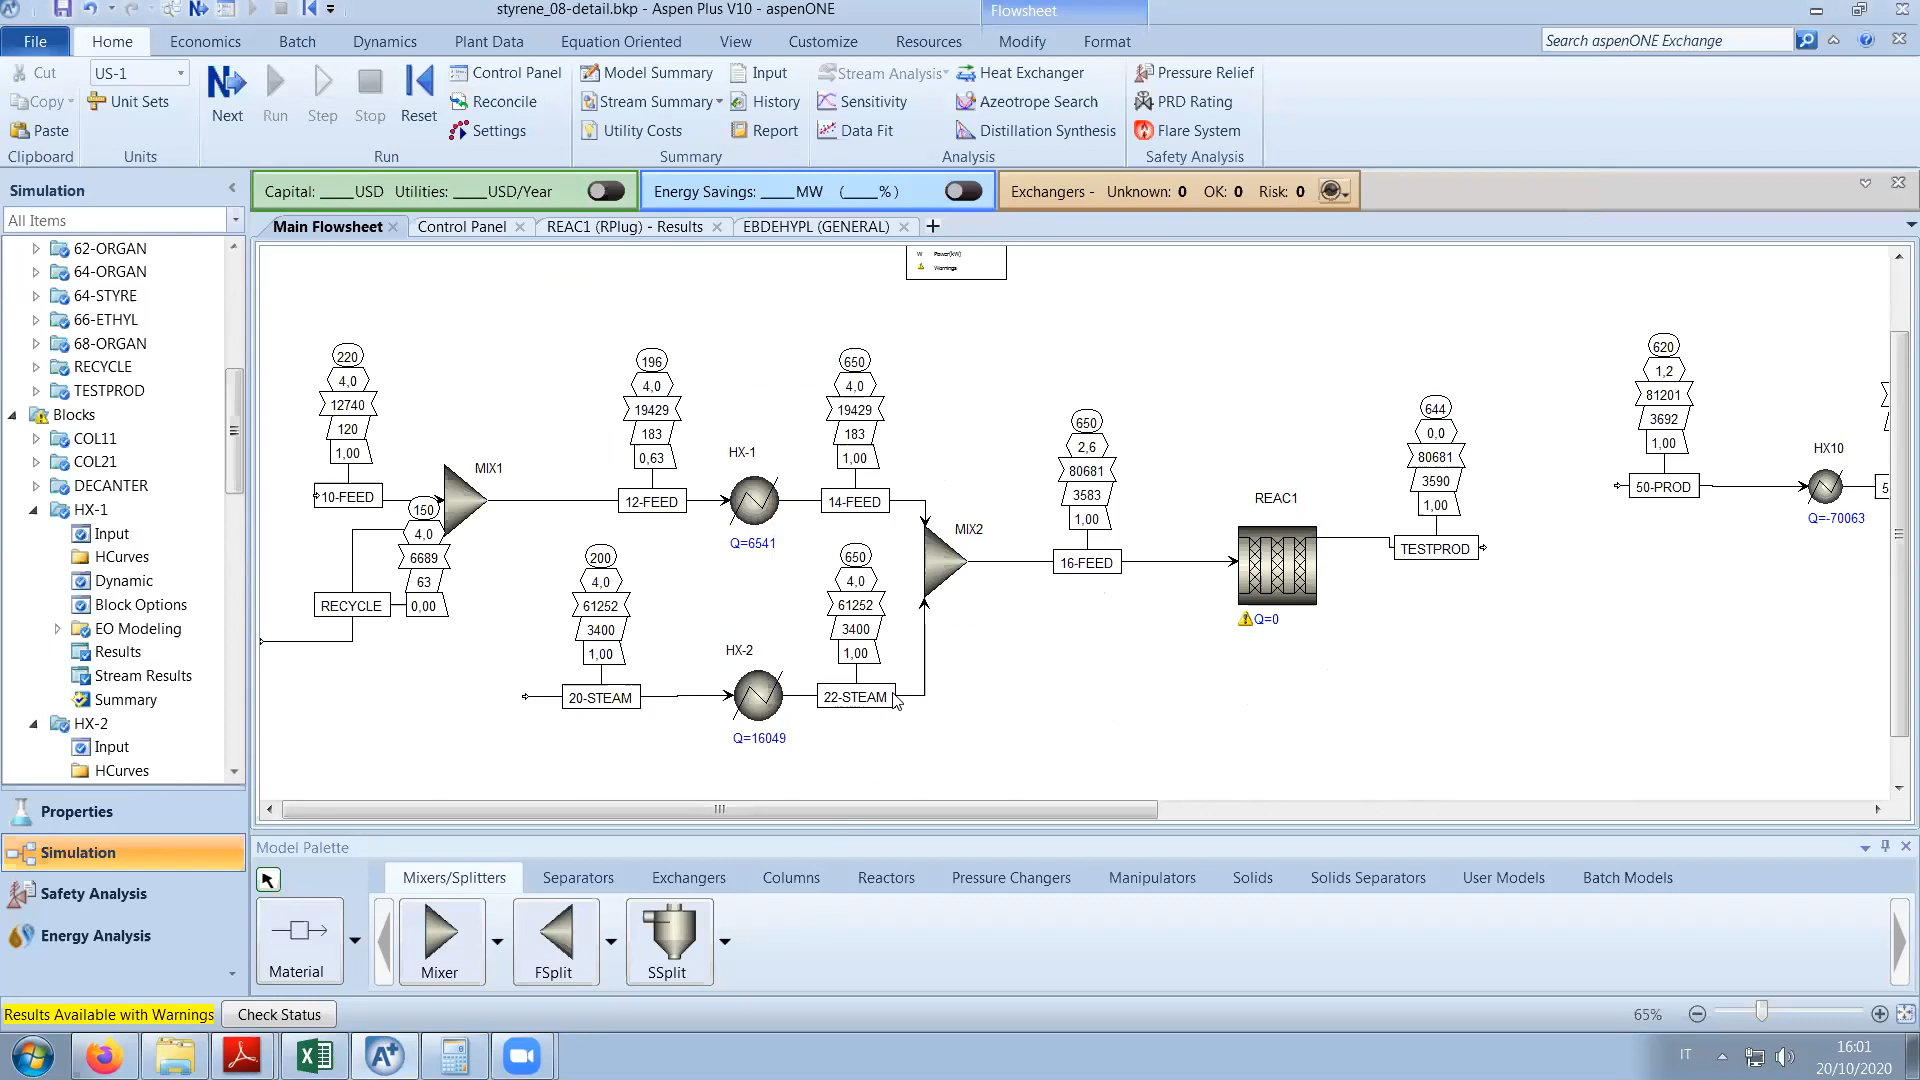 styrene_08-detail.bkp - Aspen Plus V10 - aspenONE
Flowsheet
File Home Economics Batch Dynamics Plant Data Equation Oriented View Customize Resources Modify Format
Search aspenONE Exchange
Cut
Copy
Paste
Clipboard
US-1
Unit Sets
Units
Next
Run
Step
Stop
Reset
Control Panel
Reconcile
Settings
Run
Model Summary
Stream Summary
Utility Costs
Input
History
Report
Summary
Stream Analysis
Sensitivity
Data Fit
Heat Exchanger
Azeotrope Search
Distillation Synthesis
Analysis
Pressure Relief
PRD Rating
Flare System
Safety Analysis
Capital: ____USD Utilities: ____USD/Year
Energy Savings: ____MW (____%)
Exchangers - Unknown: 0 OK: 0 Risk: 0
Simulation
All Items
62-ORGAN
64-ORGAN
64-STYRE
66-ETHYL
68-ORGAN
RECYCLE
TESTPROD
Blocks
COL11
COL21
DECANTER
HX-1
Input
HCurves
Dynamic
Block Options
EO Modeling
Results
Stream Results
Summary
HX-2
Input
HCurves
Properties
Simulation
Safety Analysis
Energy Analysis
Main Flowsheet
Control Panel
REAC1 (RPlug) - Results
EBDEHYPL (GENERAL)
W Power(kW)
Warnings
220
4,0
12740
120
1,00
10-FEED
MIX1
150
4,0
6689
63
0,00
RECYCLE
196
4,0
19429
183
0,63
12-FEED
HX-1
Q=6541
650
4,0
19429
183
1,00
14-FEED
200
4,0
61252
3400
1,00
20-STEAM
HX-2
Q=16049
650
4,0
61252
3400
1,00
22-STEAM
MIX2
650
2,6
80681
3583
1,00
16-FEED
REAC1
Q=0
644
0,0
80681
3590
1,00
TESTPROD
620
1,2
81201
3692
1,00
50-PROD
HX10
Q=-70063
5
Model Palette
Mixers/Splitters Separators Exchangers Columns Reactors Pressure Changers Manipulators Solids Solids Separators User Models Batch Models
Material
Mixer
FSplit
SSplit
Results Available with Warnings
Check Status
65%
IT
16:01
20/10/2020